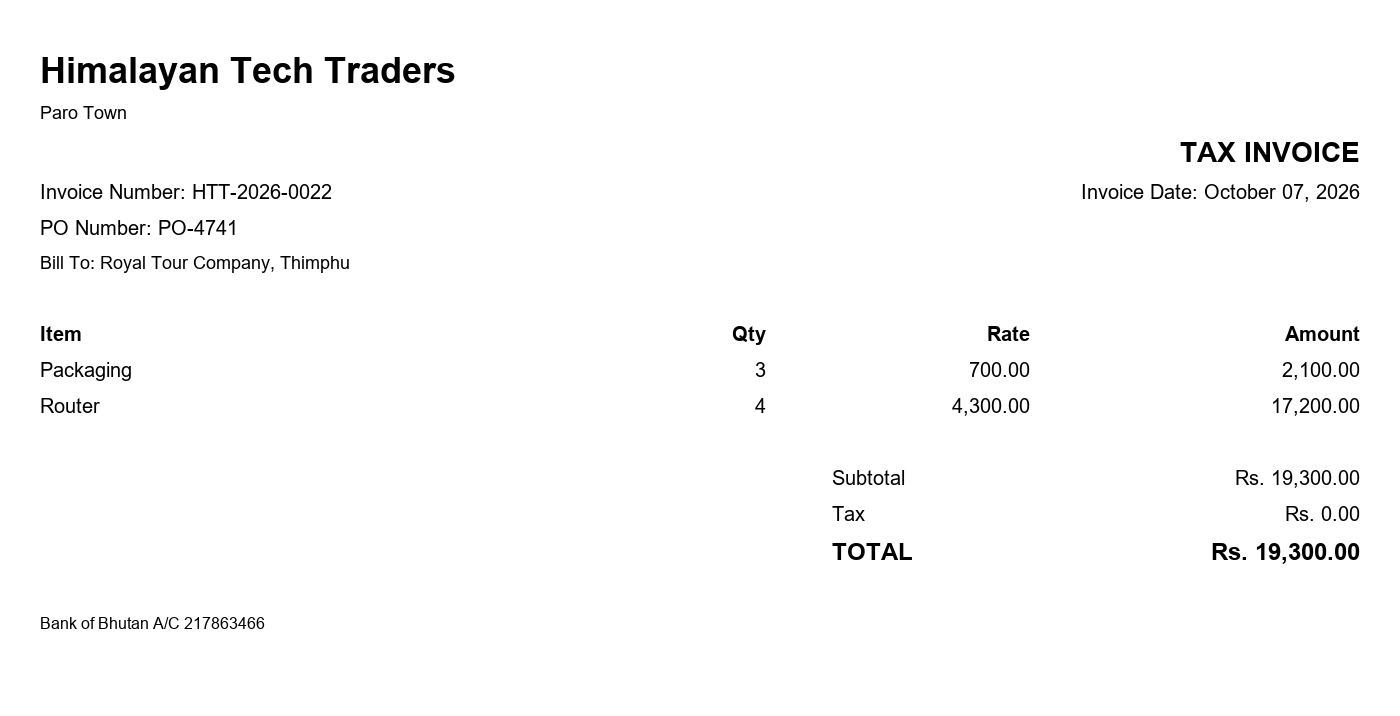 Himalayan Tech Traders
Paro Town
TAX INVOICE
Invoice Number: HTT-2026-0022 Invoice Date: October 07, 2026
PO Number: PO-4741
Bill To: Royal Tour Company, Thimphu
Item Qty Rate Amount
Packaging 3 700.00 2,100.00
Router 4 4,300.00 17,200.00
Subtotal Rs. 19,300.00
Tax Rs. 0.00
TOTAL Rs. 19,300.00
Bank of Bhutan A/C 217863466